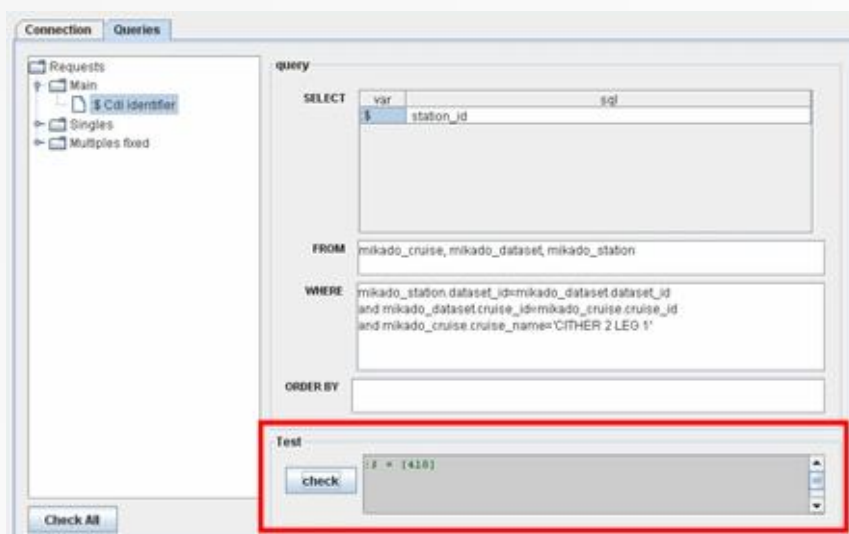 Connection Queries
Requests
Main
$ Cdi identifier
Singles
Multiples fixed
Check All
query
SELECT
var sql
$ station_id
FROM
mikado_cruise, mikado_dataset, mikado_station
WHERE
mikado_station.dataset_id=mikado_dataset.dataset_id
and mikado_dataset.cruise_id=mikado_cruise.cruise_id
and mikado_cruise.cruise_name='CITHER 2 LEG 1'
ORDER BY
Test
check
:$ = [410]